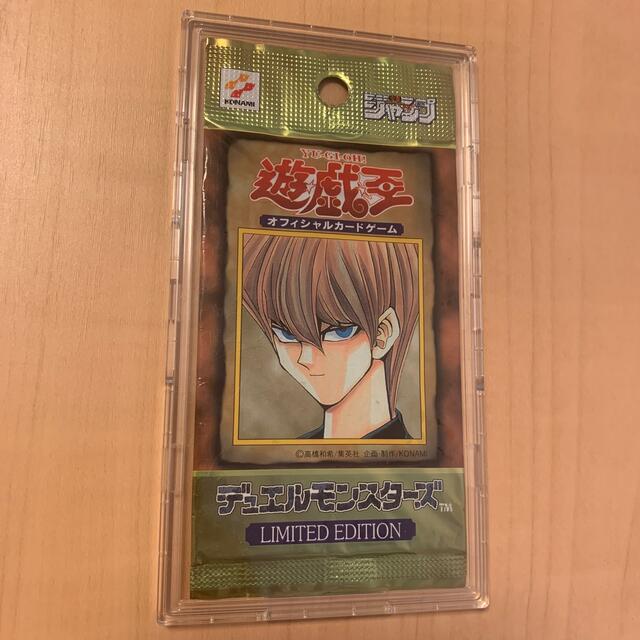 KONAMI
ジャンプ
YU-GI-OH!
遊戯王
オフィシャルカードゲーム
©高橋和希/集英社 企画・制作/KONAMI
デュエルモンスターズ™
LIMITED EDITION